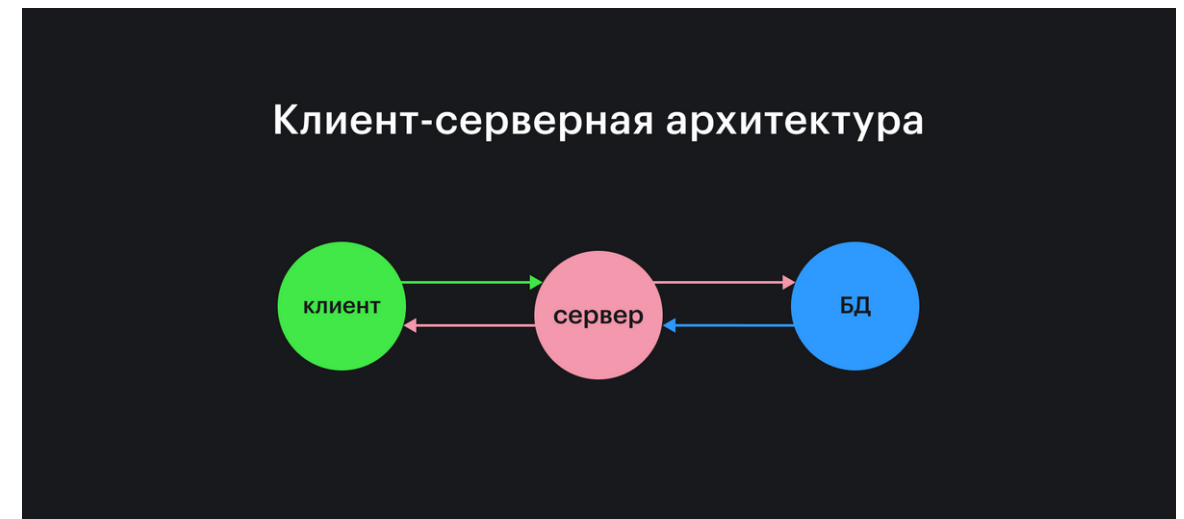 Клиент-серверная архитектура
клиент
сервер
БД